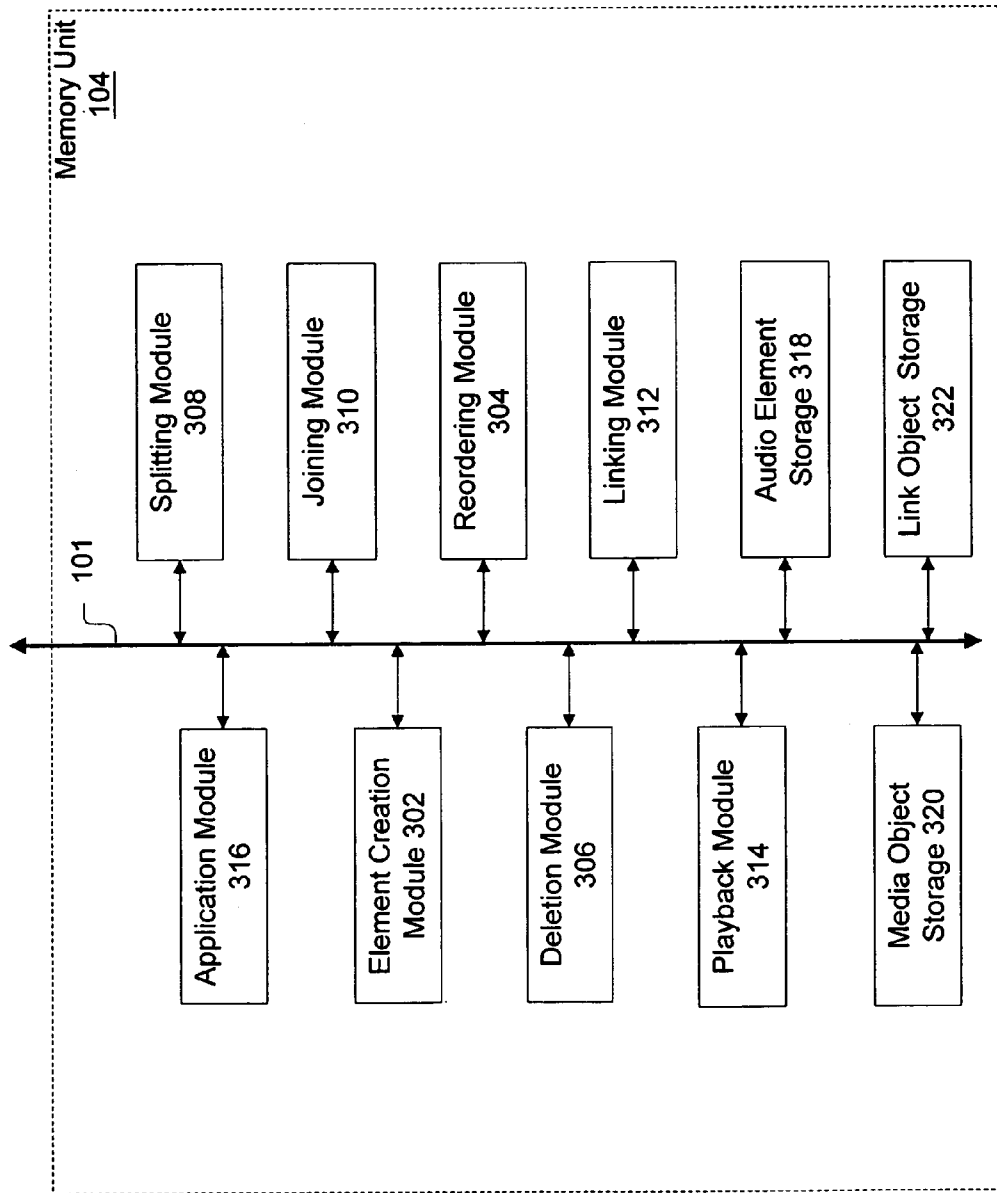 Memory Unit
104
101
Splitting Module
308
Joining Module
310
Reordering Module
304
Linking Module
312
Audio Element
Storage 318
Link Object Storage
322
Application Module
316
Element Creation
Module 302
Deletion Module
306
Playback Module
314
Media Object
Storage 320